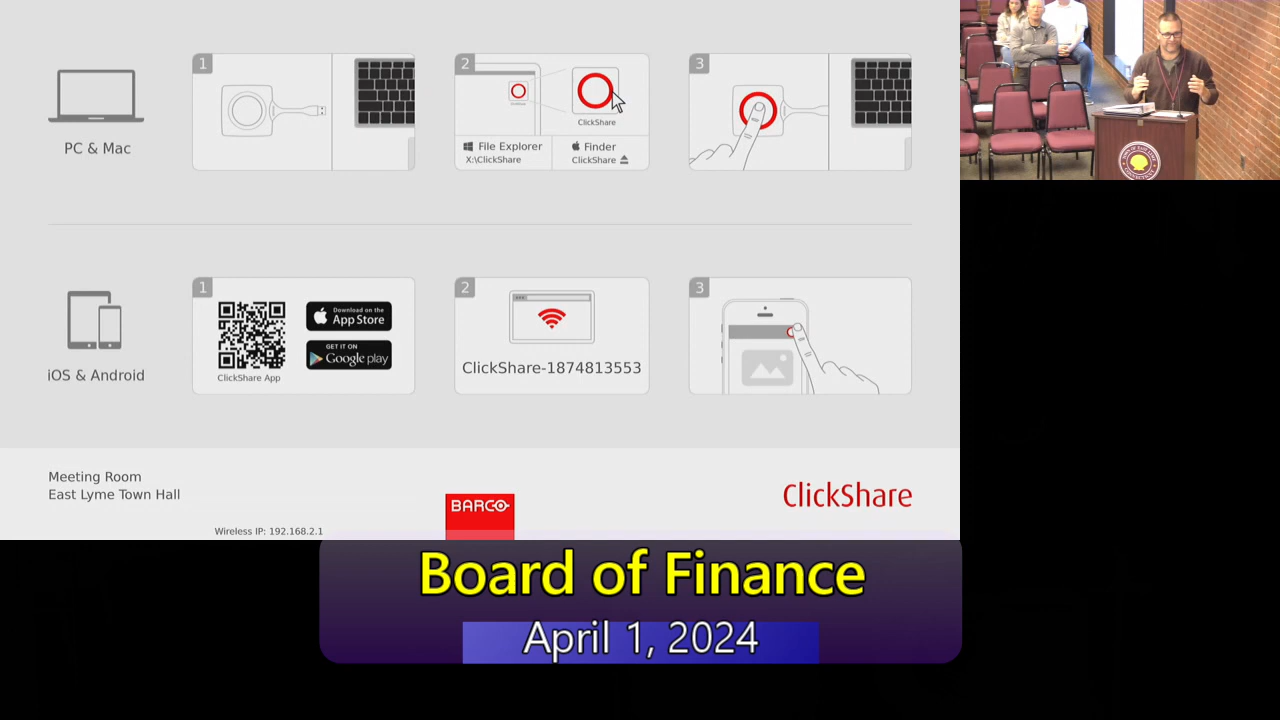 1
2
3
ClickShare
ClickShare
PC & Mac
File Explorer
X:\ClickShare
Finder
ClickShare
1
2
3
Download on the
App Store
GET IT ON
Google play
ClickShare App
ClickShare-1874813553
iOS & Android
Meeting Room
East Lyme Town Hall
Wireless IP: 192.168.2.1
BARCO
ClickShare
Board of Finance
April 1, 2024